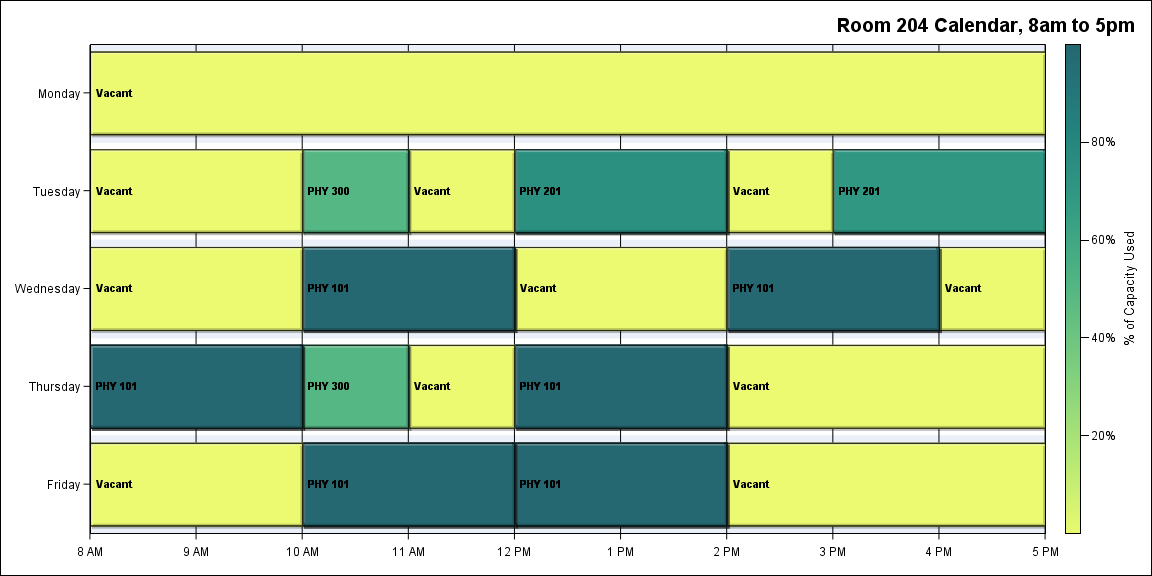 Room 204 Calendar, 8am to 5pm
Monday
Vacant
Tuesday
Vacant PHY 300 Vacant PHY 201 Vacant PHY 201
Wednesday
Vacant PHY 101 Vacant PHY 101 Vacant
Thursday
PHY 101 PHY 300 Vacant PHY 101 Vacant
Friday
Vacant PHY 101 PHY 101 Vacant
8 AM 9 AM 10 AM 11 AM 12 PM 1 PM 2 PM 3 PM 4 PM 5 PM
80%
60%
40%
20%
% of Capacity Used